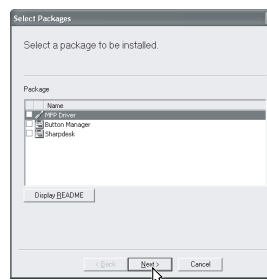 Select Packages
Select a package to be installed.
Package
Name
MFP Driver
Button Manager
Sharpdesk
Display README
< Back
Next >
Cancel